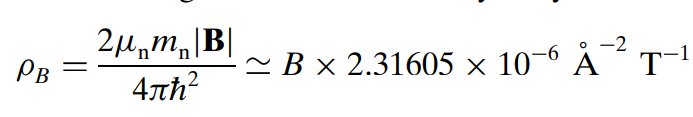 ρ_B = 2μ_n m_n|𝐁| / 4πħ² ≃ B × 2.31605 × 10⁻⁶ Å⁻² T⁻¹